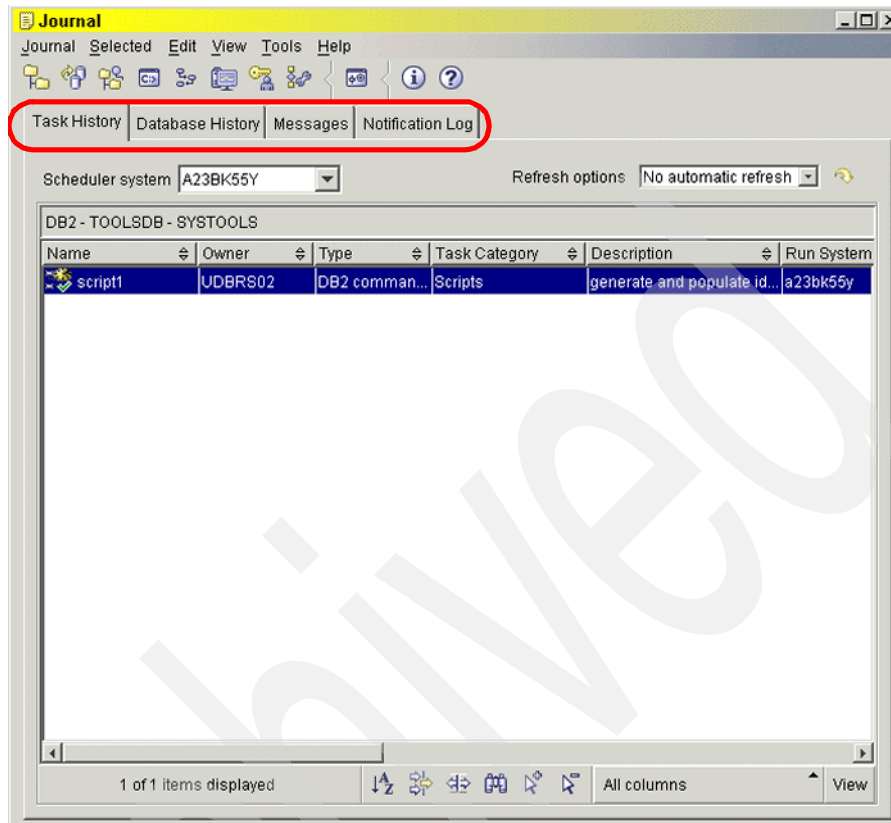 Journal
Journal Selected Edit View Tools Help
Task History Database History Messages Notification Log
Scheduler system A23BK55Y Refresh options No automatic refresh
DB2 - TOOLSDB - SYSTOOLS
Name Owner Type Task Category Description Run System
script1 UDBRS02 DB2 comman... Scripts generate and populate id... a23bk55y
1 of 1 items displayed All columns View